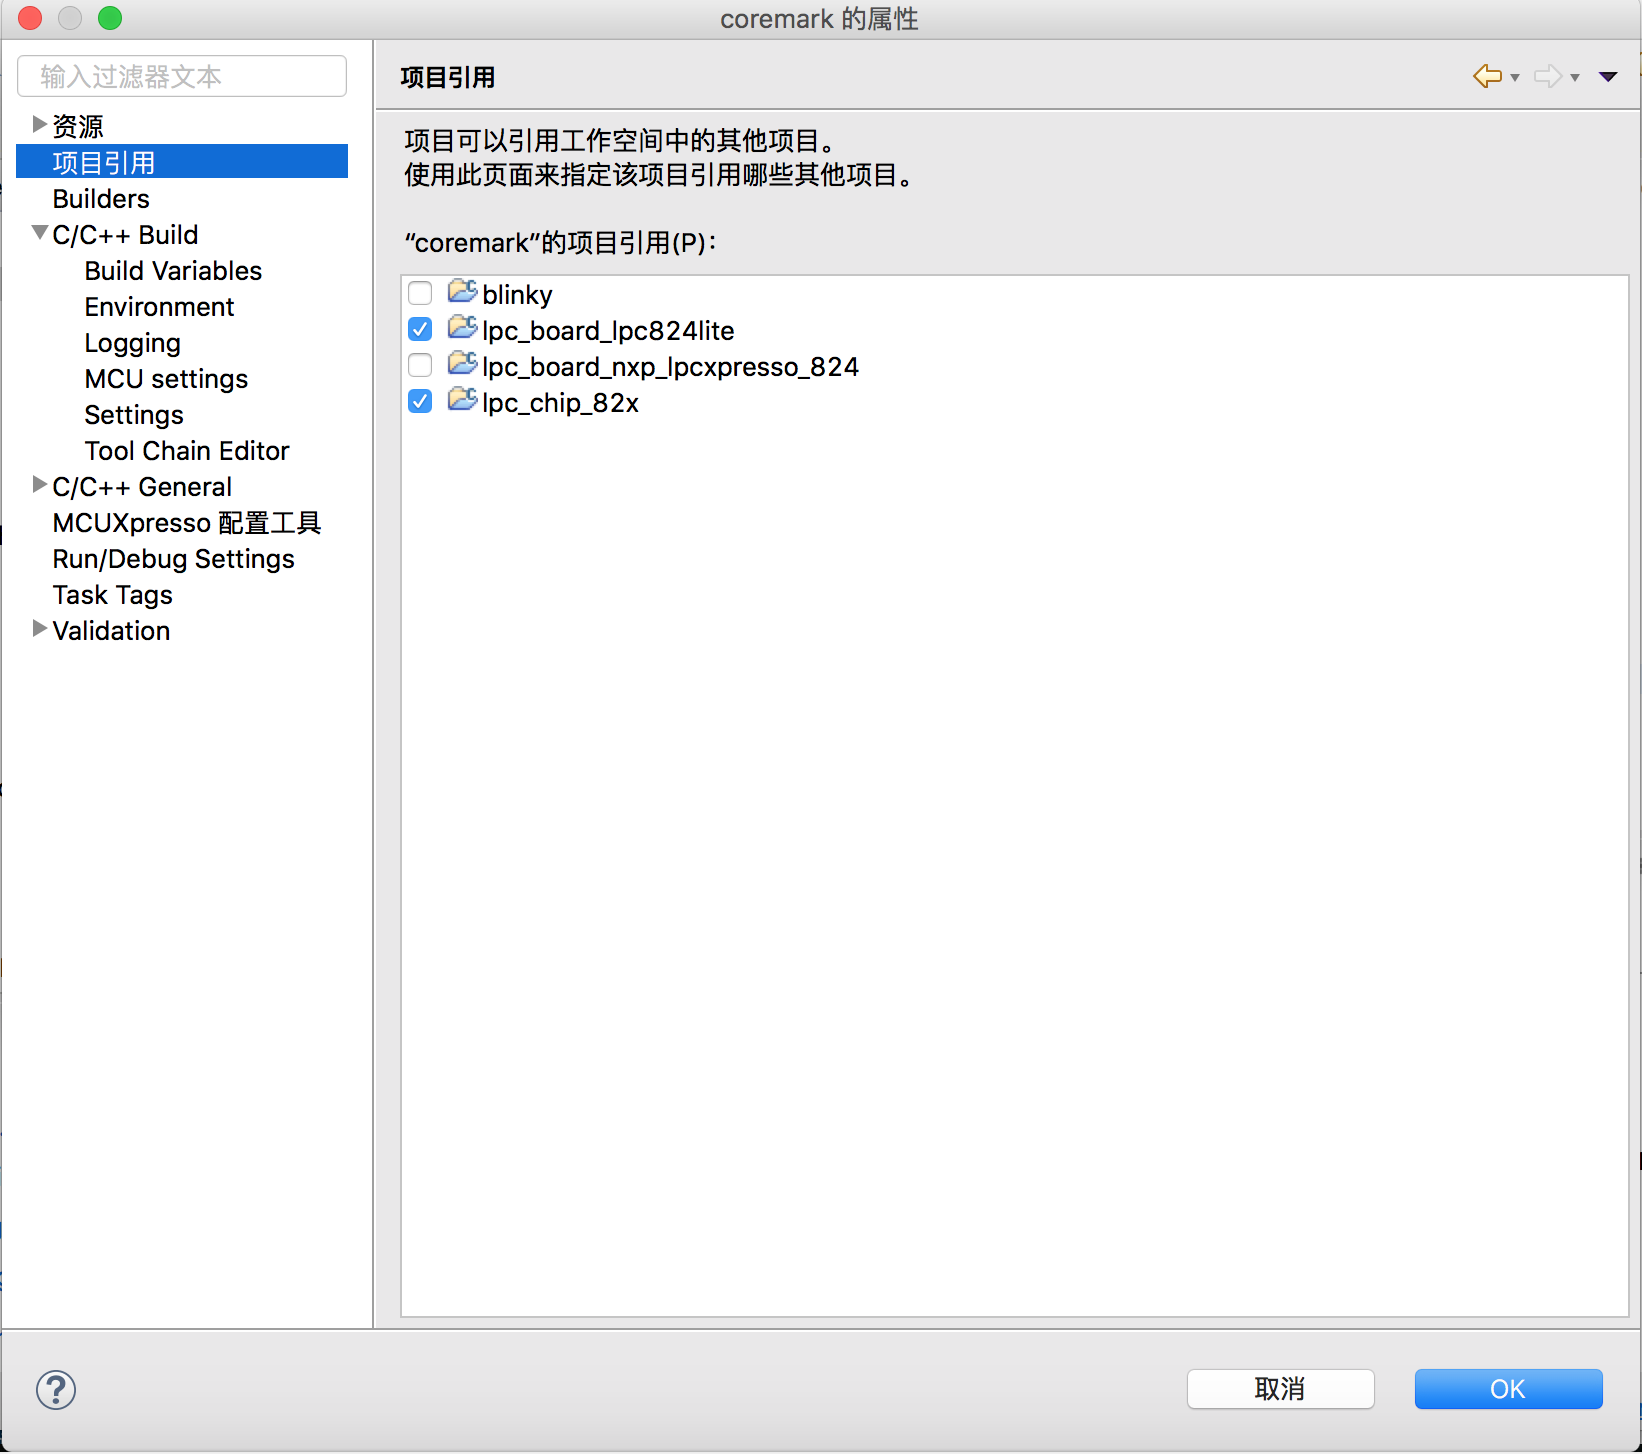 coremark 的属性
输入过滤器文本
资源
项目引用
Builders
C/C++ Build
Build Variables
Environment
Logging
MCU settings
Settings
Tool Chain Editor
C/C++ General
MCUXpresso 配置工具
Run/Debug Settings
Task Tags
Validation
项目引用
项目可以引用工作空间中的其他项目。
使用此页面来指定该项目引用哪些其他项目。
“coremark”的项目引用(P)：
blinky
lpc_board_lpc824lite
lpc_board_nxp_lpcxpresso_824
lpc_chip_82x
?
取消
OK